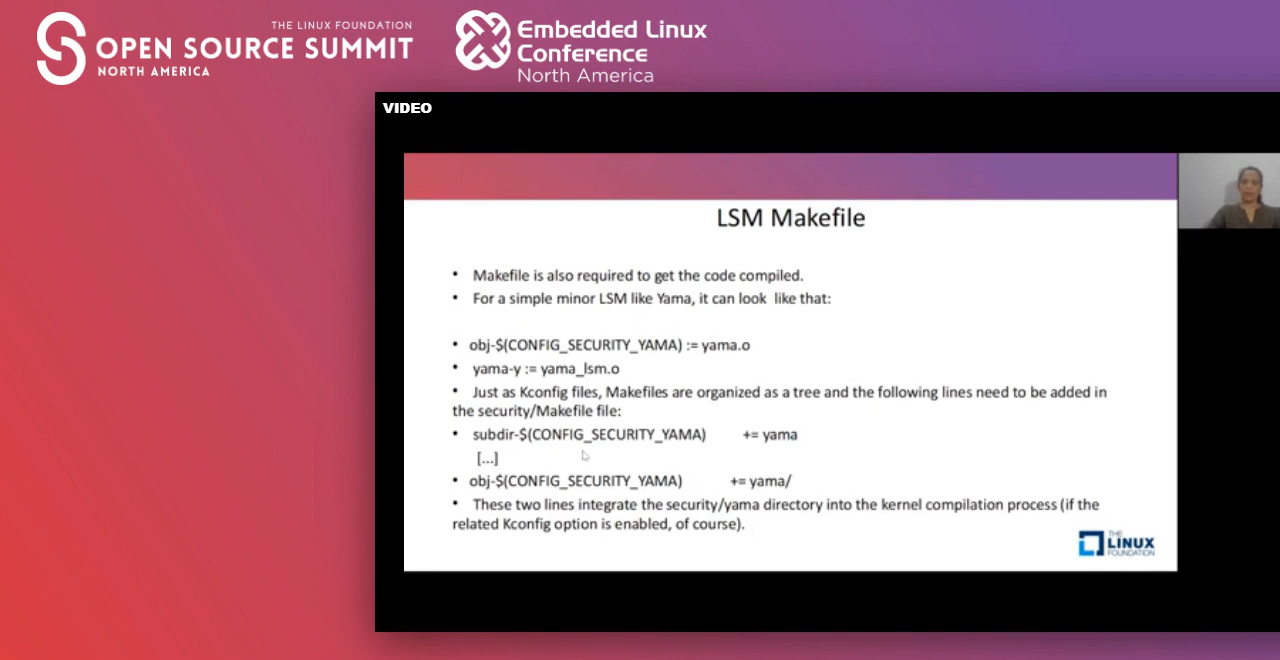 THE LINUX FOUNDATION
OPEN SOURCE SUMMIT
NORTH AMERICA
Embedded Linux
Conference
North America
VIDEO
LSM Makefile
• Makefile is also required to get the code compiled.
• For a simple minor LSM like Yama, it can look like that:
• obj-$(CONFIG_SECURITY_YAMA) := yama.o
• yama-y := yama_lsm.o
• Just as Kconfig files, Makefiles are organized as a tree and the following lines need to be added in
the security/Makefile file:
• subdir-$(CONFIG_SECURITY_YAMA) += yama
[...]
• obj-$(CONFIG_SECURITY_YAMA) += yama/
• These two lines integrate the security/yama directory into the kernel compilation process (if the
related Kconfig option is enabled, of course).
THE
LINUX
FOUNDATION